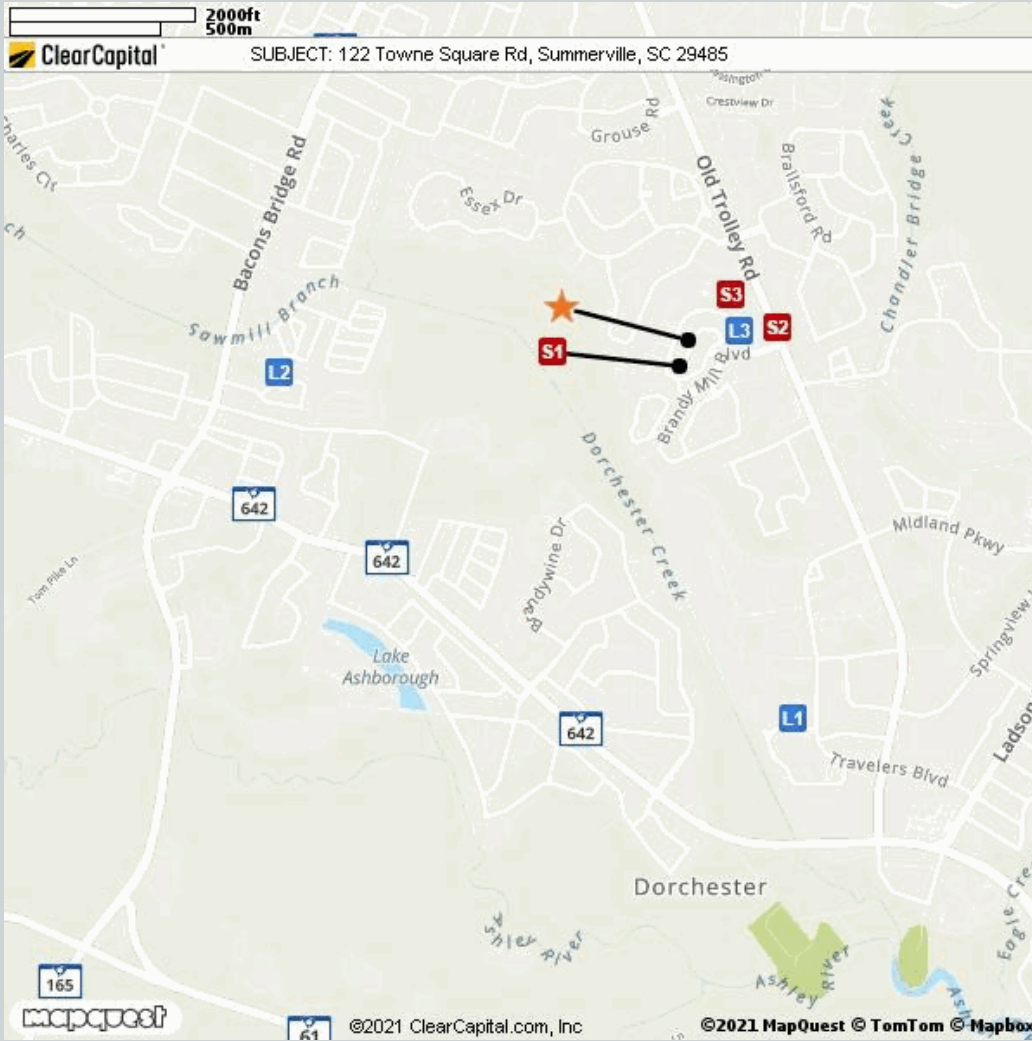 2000ft
500m
ClearCapital
SUBJECT: 122 Towne Square Rd, Summerville, SC 29485
Crestview Dr
Grouse Rd
Charles Cir
Essex Dr
Bacons Bridge Rd
Old Trolley Rd
Brailsford Rd
Chandler Bridge
Creek
Sawmill Branch
S3
L3
S2
S1
L2
Brandy Mill Blvd
Dorchester Creek
642
642
Midland Pkwy
Brandywine Dr
Tom Pike Ln
Lake
Ashborough
642
L1
Travelers Blvd
Ladson
Dorchester
Ashley River
Ashley River
165
61
mapquest
©2021 ClearCapital.com, Inc
©2021 MapQuest © TomTom © Mapbox